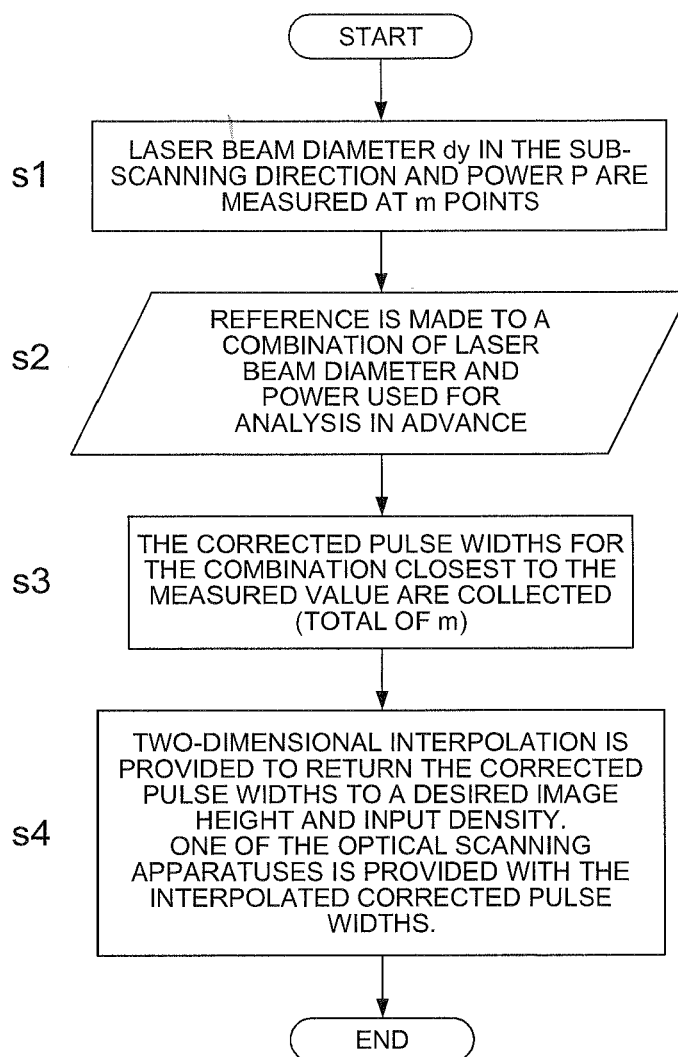 START
s1
LASER BEAM DIAMETER dy IN THE SUB-
SCANNING DIRECTION AND POWER P ARE
MEASURED AT m POINTS
s2
REFERENCE IS MADE TO A
COMBINATION OF LASER
BEAM DIAMETER AND
POWER USED FOR
ANALYSIS IN ADVANCE
s3
THE CORRECTED PULSE WIDTHS FOR
THE COMBINATION CLOSEST TO THE
MEASURED VALUE ARE COLLECTED
(TOTAL OF m)
s4
TWO-DIMENSIONAL INTERPOLATION IS
PROVIDED TO RETURN THE CORRECTED
PULSE WIDTHS TO A DESIRED IMAGE
HEIGHT AND INPUT DENSITY.
ONE OF THE OPTICAL SCANNING
APPARATUSES IS PROVIDED WITH THE
INTERPOLATED CORRECTED PULSE
WIDTHS.
END